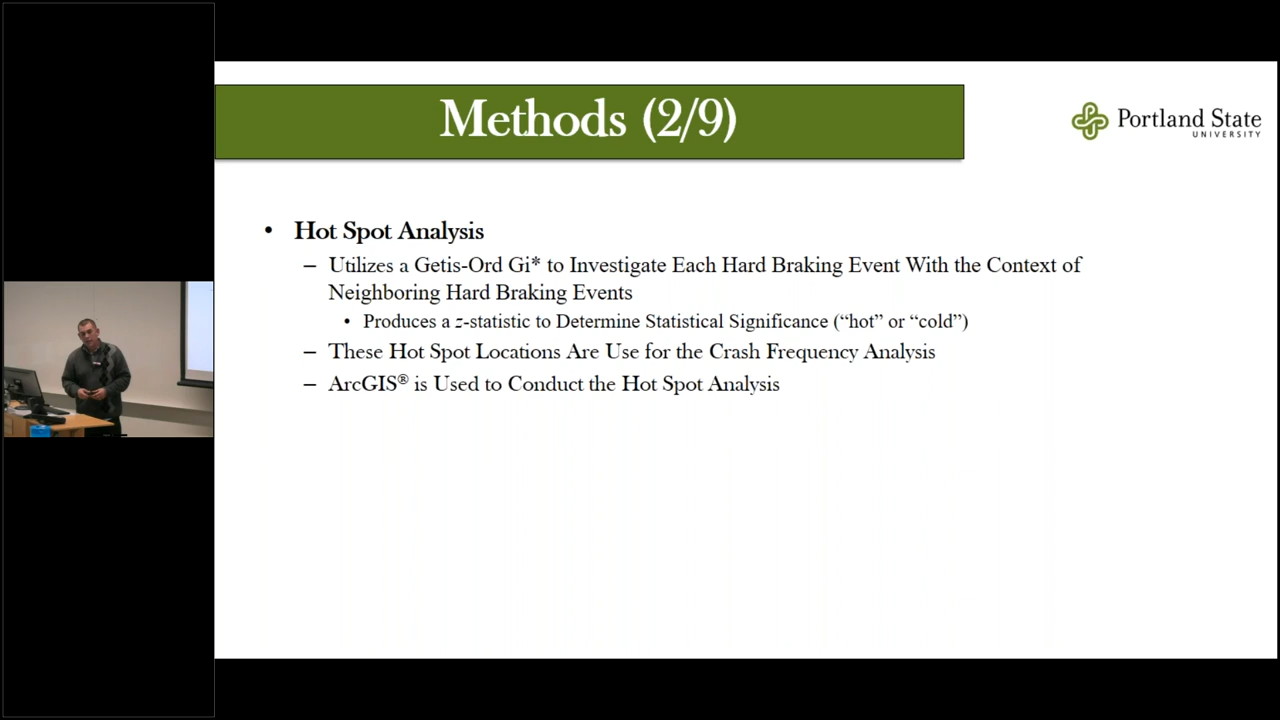 Methods (2/9)
Portland State
UNIVERSITY
• Hot Spot Analysis
– Utilizes a Getis-Ord Gi* to Investigate Each Hard Braking Event With the Context of
Neighboring Hard Braking Events
• Produces a z-statistic to Determine Statistical Significance (“hot” or “cold”)
– These Hot Spot Locations Are Use for the Crash Frequency Analysis
– ArcGIS® is Used to Conduct the Hot Spot Analysis